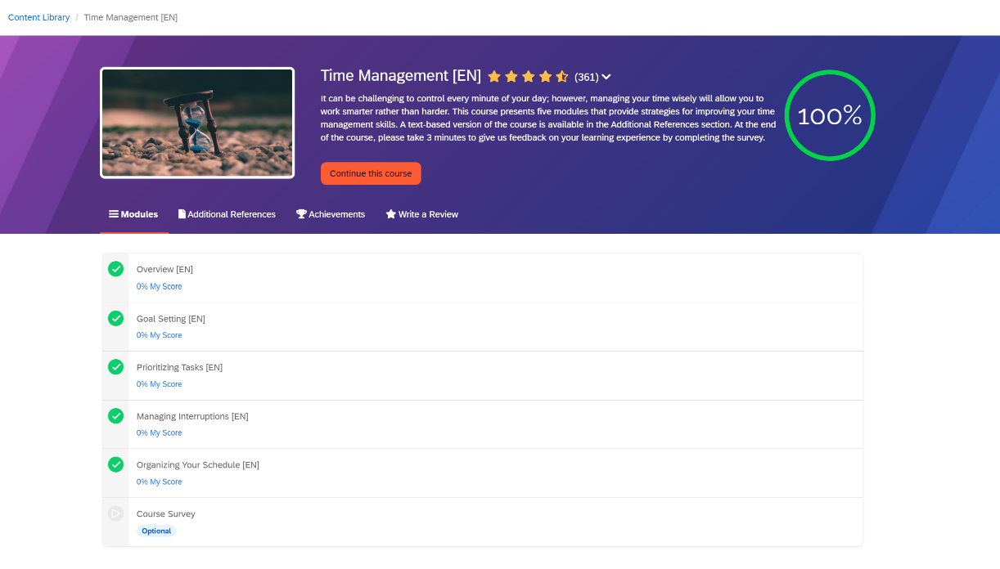 Content Library / Time Management [EN]
Time Management [EN] (361)
It can be challenging to control every minute of your day; however, managing your time wisely will allow you to
work smarter rather than harder. This course presents five modules that provide strategies for improving your time
management skills. A text-based version of the course is available in the Additional References section. At the end
of the course, please take 3 minutes to give us feedback on your learning experience by completing the survey.
100%
Continue this course
Modules Additional References Achievements Write a Review
Overview [EN]
0% My Score
Goal Setting [EN]
0% My Score
Prioritizing Tasks [EN]
0% My Score
Managing Interruptions [EN]
0% My Score
Organizing Your Schedule [EN]
0% My Score
Course Survey
Optional